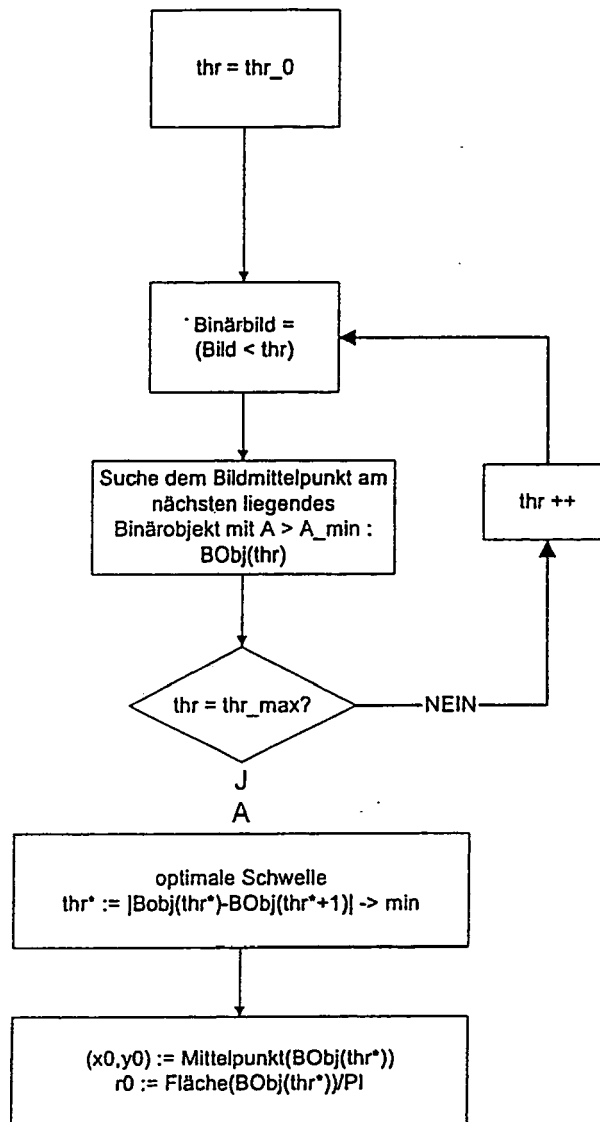 thr = thr_0
Binärbild =
(Bild < thr)
Suche dem Bildmittelpunkt am
nächsten liegendes
Binärobjekt mit A > A_min :
BObj(thr)
thr ++
thr = thr_max?
NEIN
J
A
optimale Schwelle
thr* := |Bobj(thr*)-BObj(thr*+1)| -> min
(x0,y0) := Mittelpunkt(BObj(thr*))
r0 := Fläche(BObj(thr*))/PI